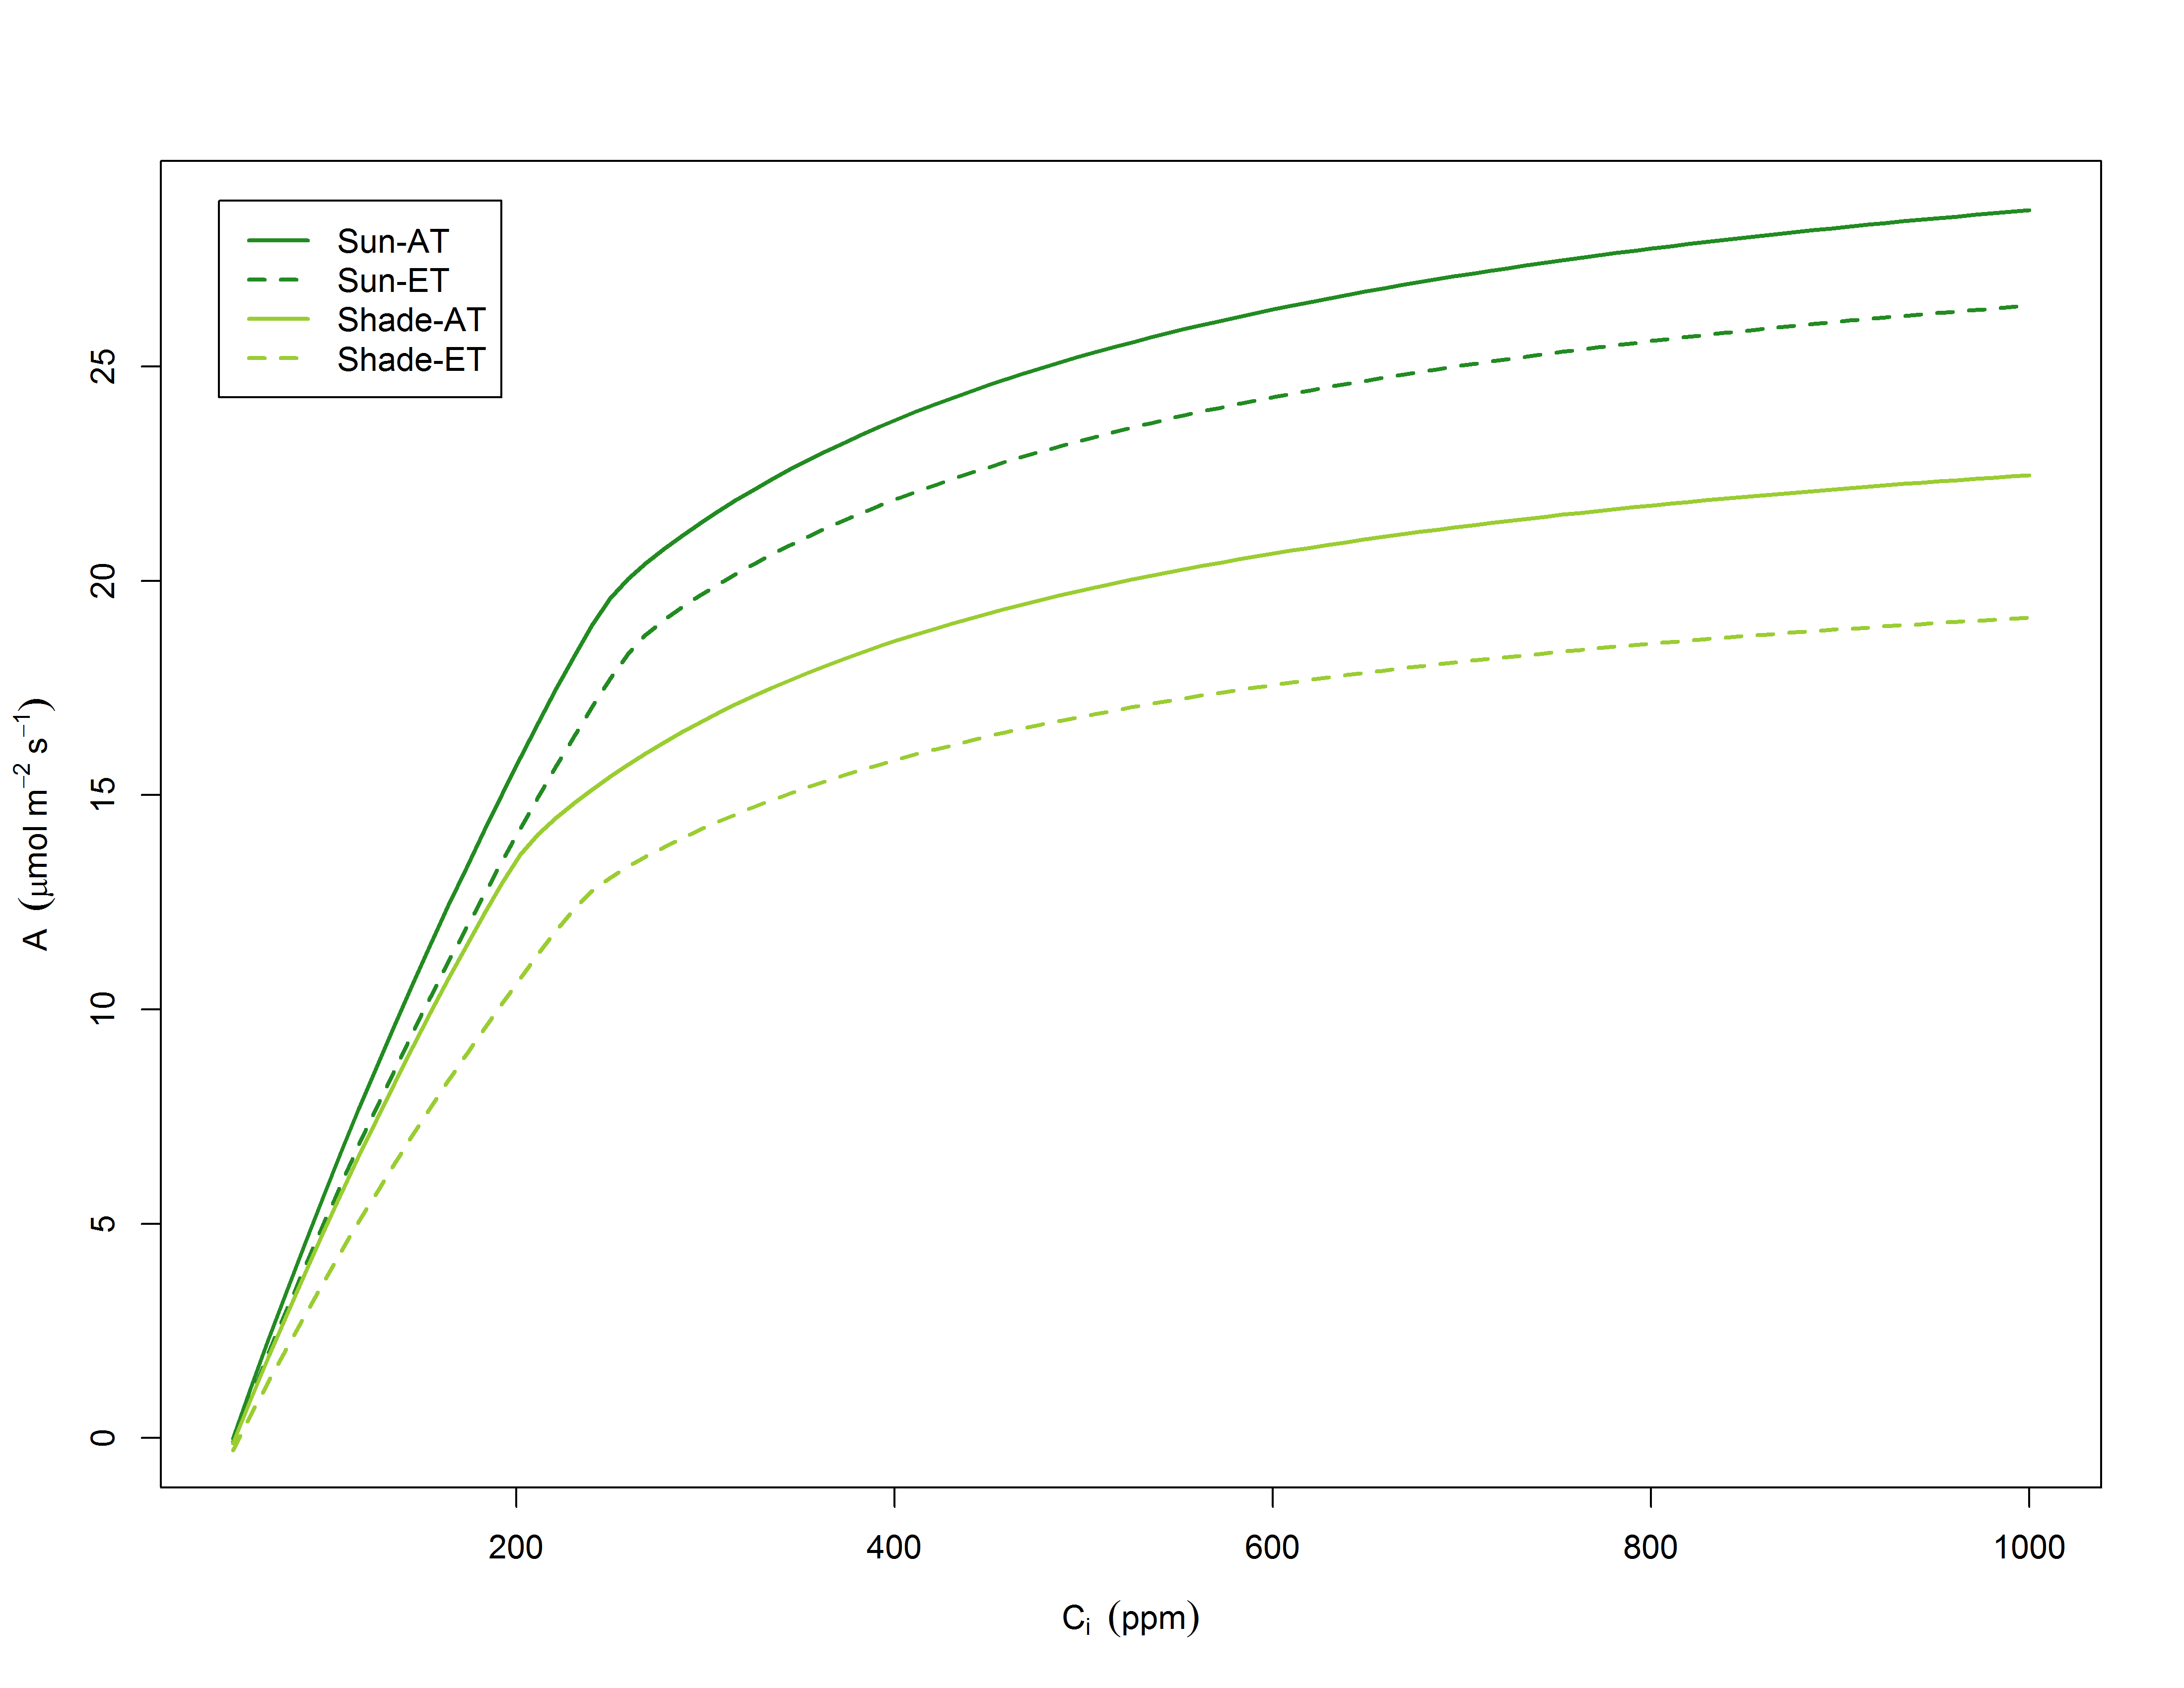 Sun-AT
Sun-ET
Shade-AT
Shade-ET
25
20
15
10
5
0
A (μmol m⁻² s⁻¹)
200 400 600 800 1000
Cᵢ (ppm)